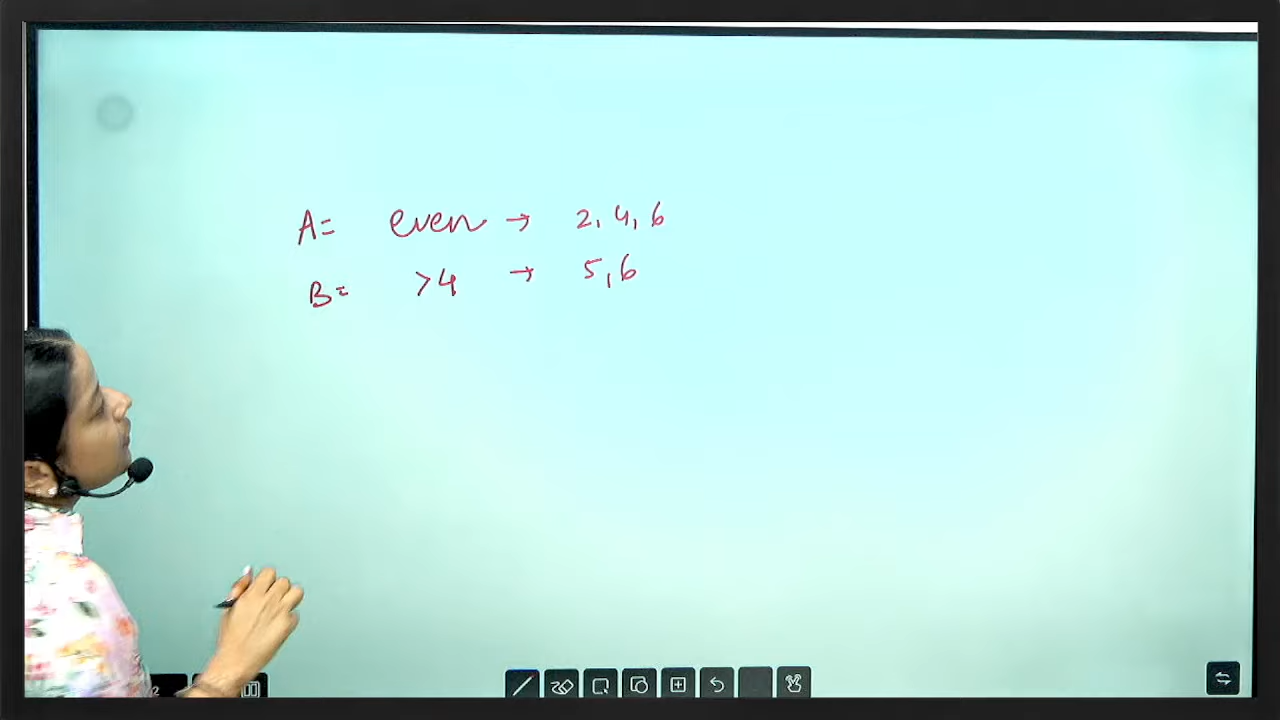 A= even → 2, 4, 6
B= >4 → 5, 6